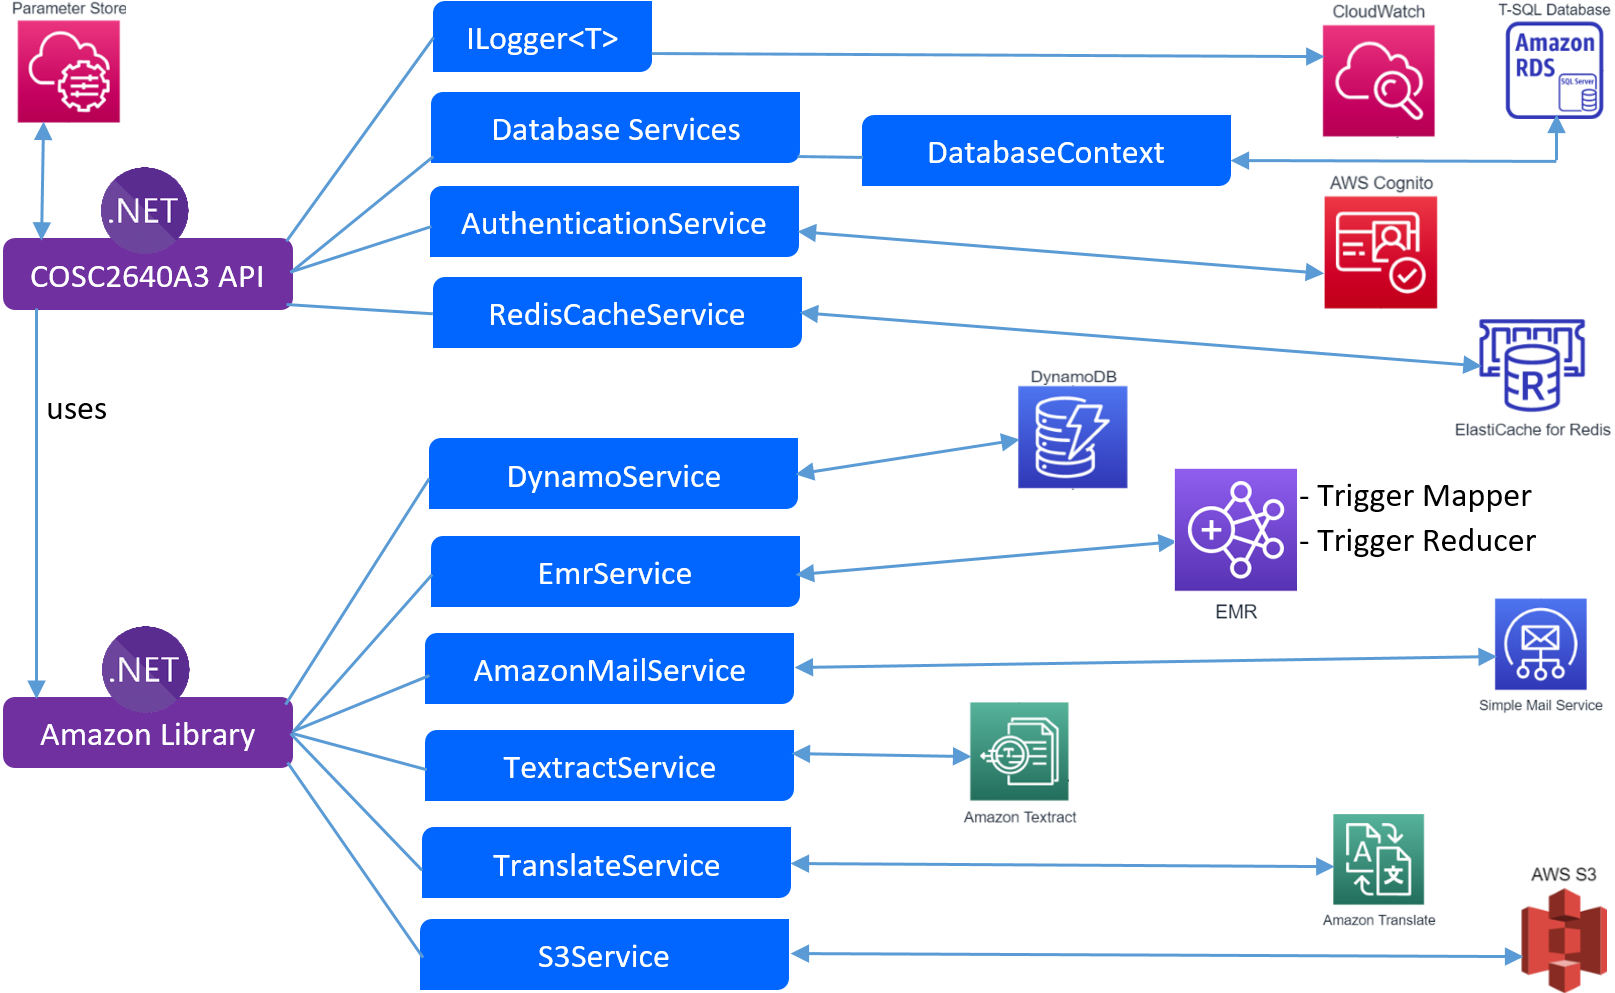 Parameter Store
ILogger<T>
CloudWatch
T-SQL Database
Amazon
RDS
SQL Server
Database Services
DatabaseContext
.NET
COSC2640A3 API
AuthenticationService
AWS Cognito
RedisCacheService
R
ElastiCache for Redis
uses
DynamoDB
DynamoService
EmrService
- Trigger Mapper
- Trigger Reducer
EMR
.NET
Amazon Library
AmazonMailService
Simple Mail Service
TextractService
T
Amazon Textract
TranslateService
A
文
Amazon Translate
S3Service
AWS S3